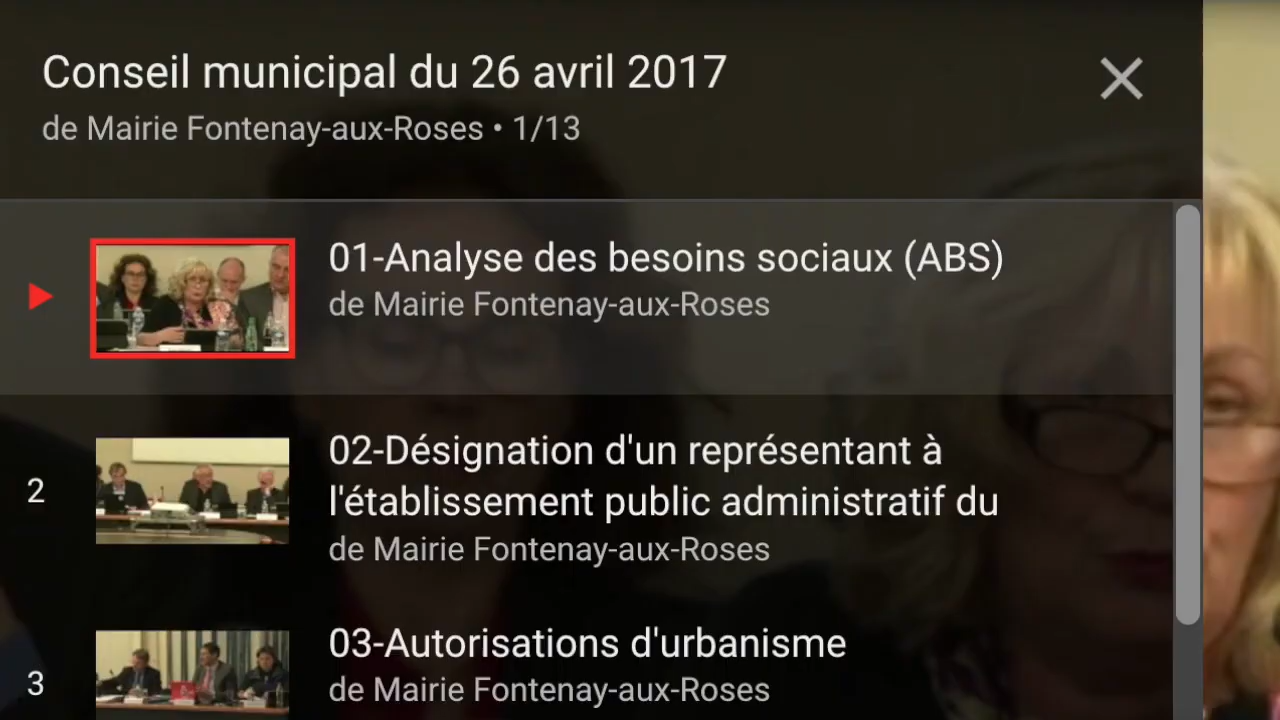 Conseil municipal du 26 avril 2017
de Mairie Fontenay-aux-Roses • 1/13
01-Analyse des besoins sociaux (ABS)
de Mairie Fontenay-aux-Roses
2
02-Désignation d'un représentant à
l'établissement public administratif du
de Mairie Fontenay-aux-Roses
3
03-Autorisations d'urbanisme
de Mairie Fontenay-aux-Roses